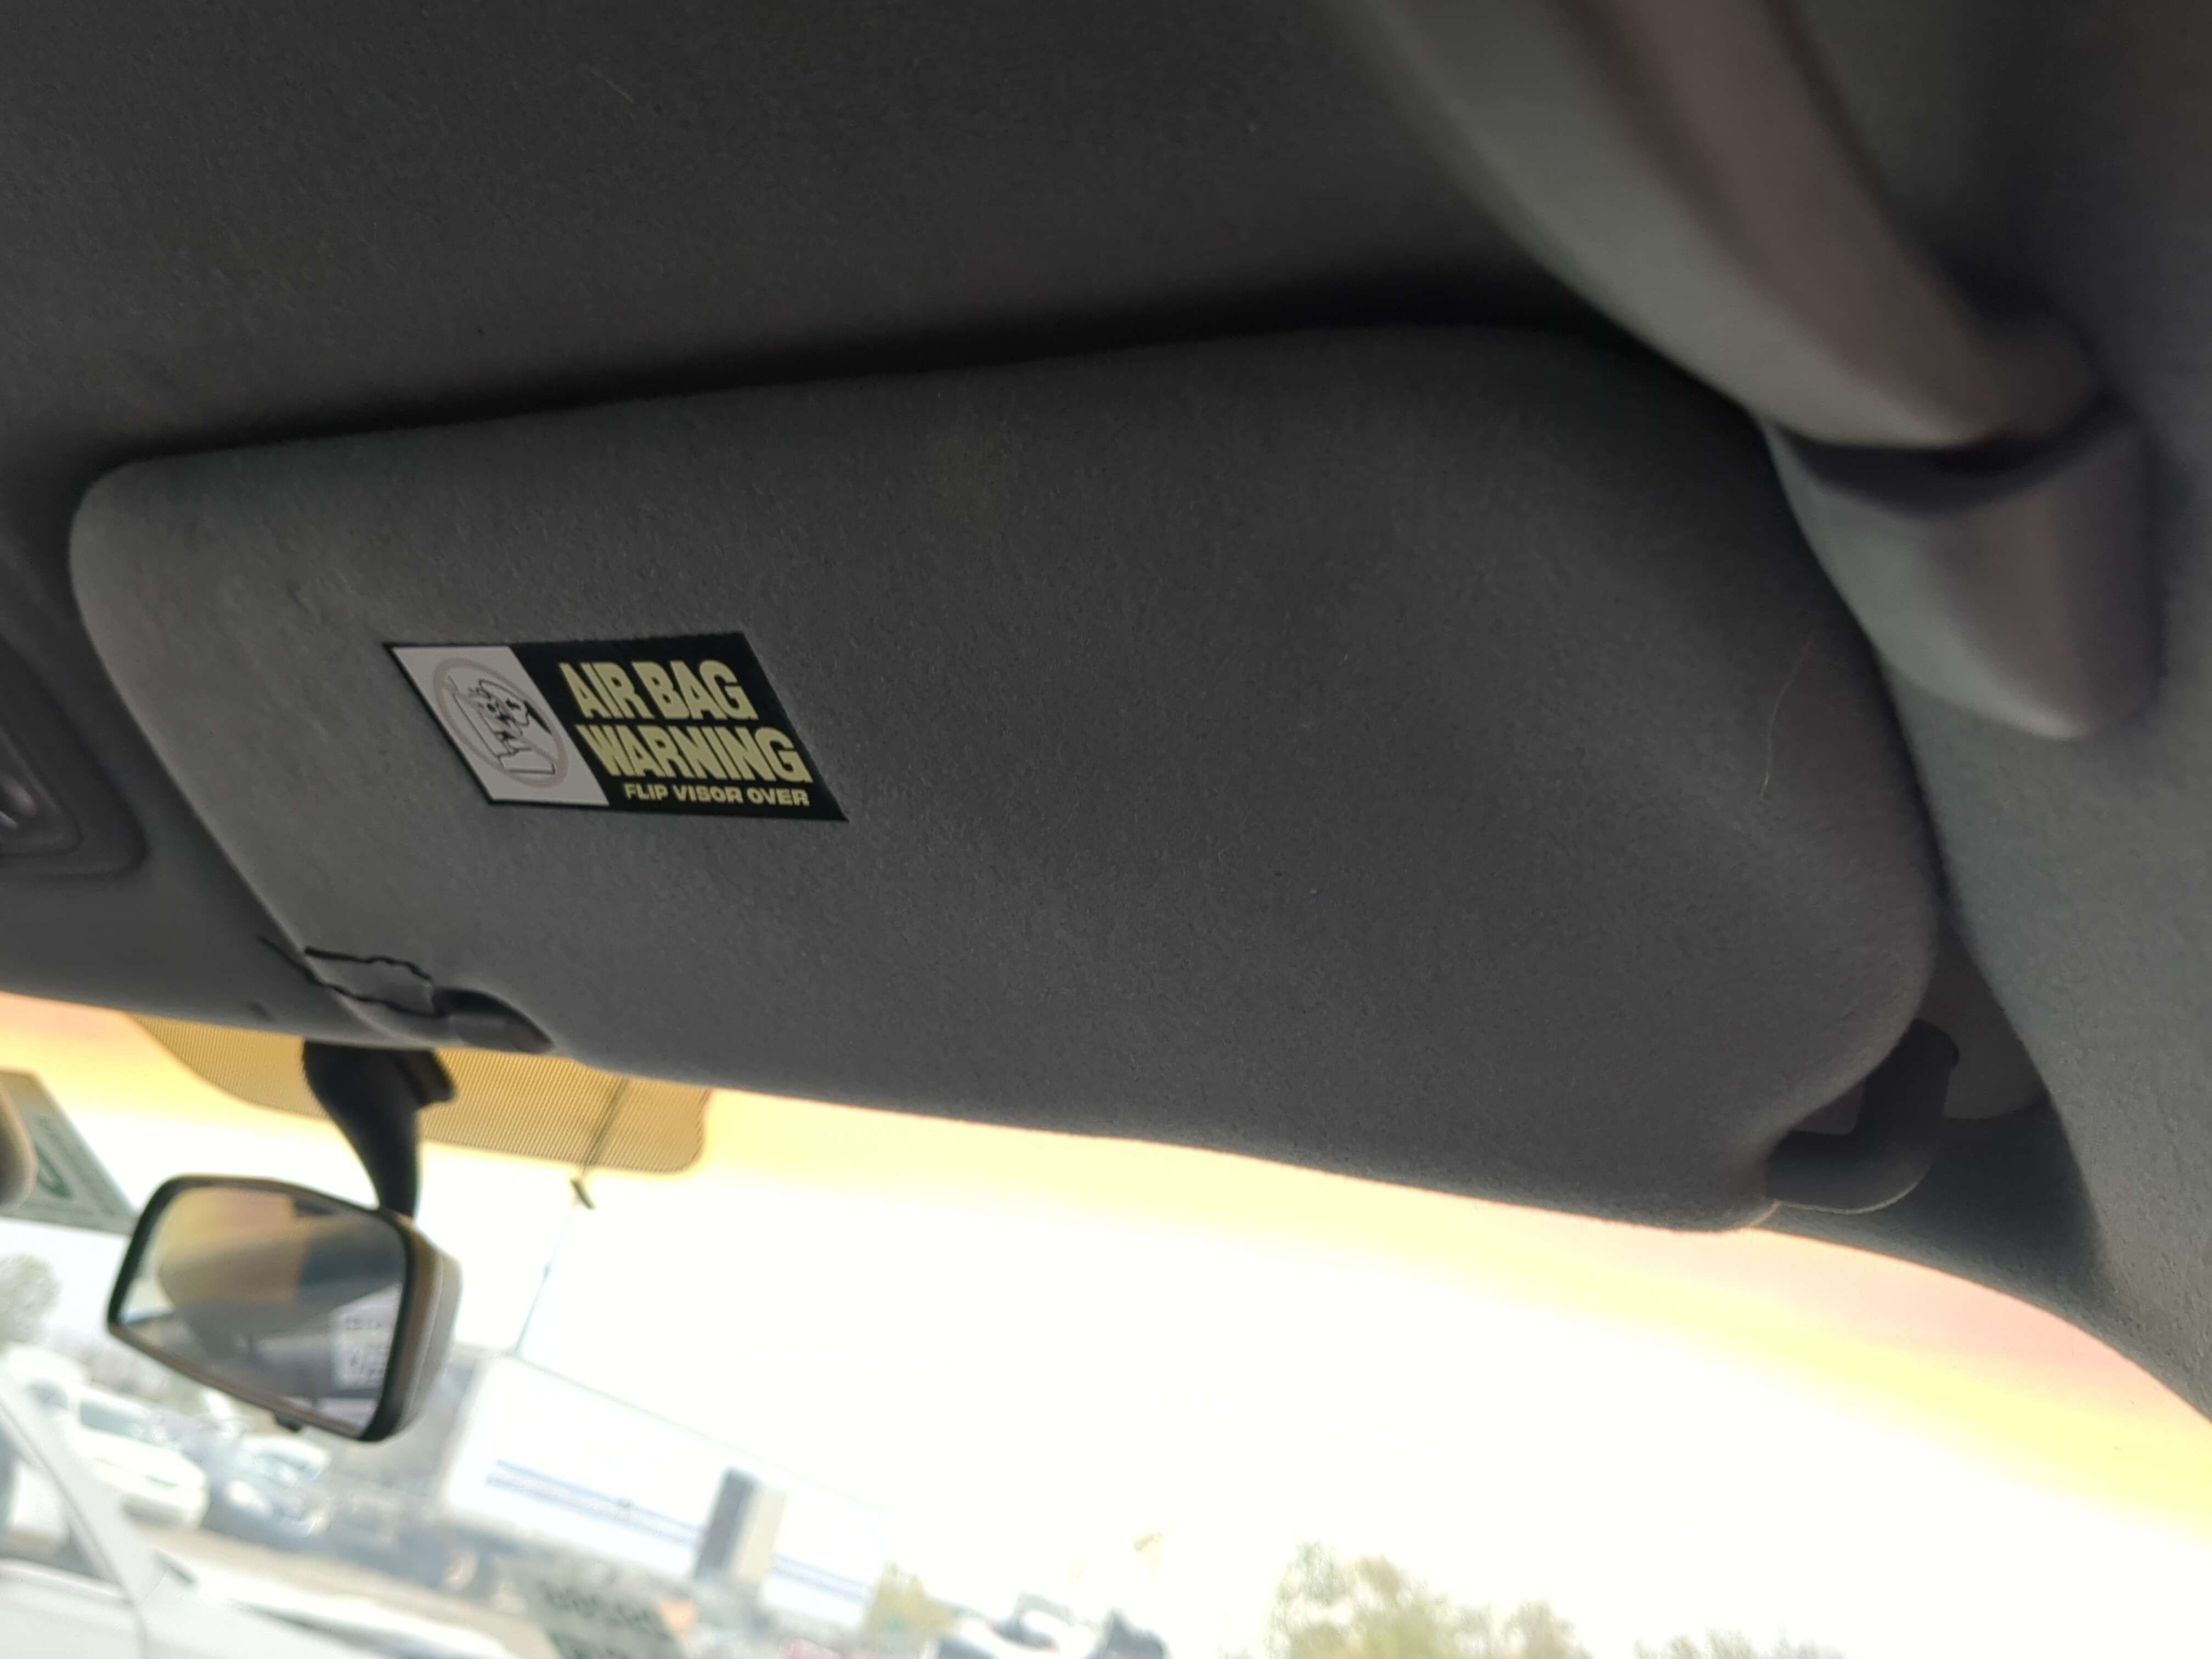 AIR BAG
WARNING
FLIP VISOR OVER